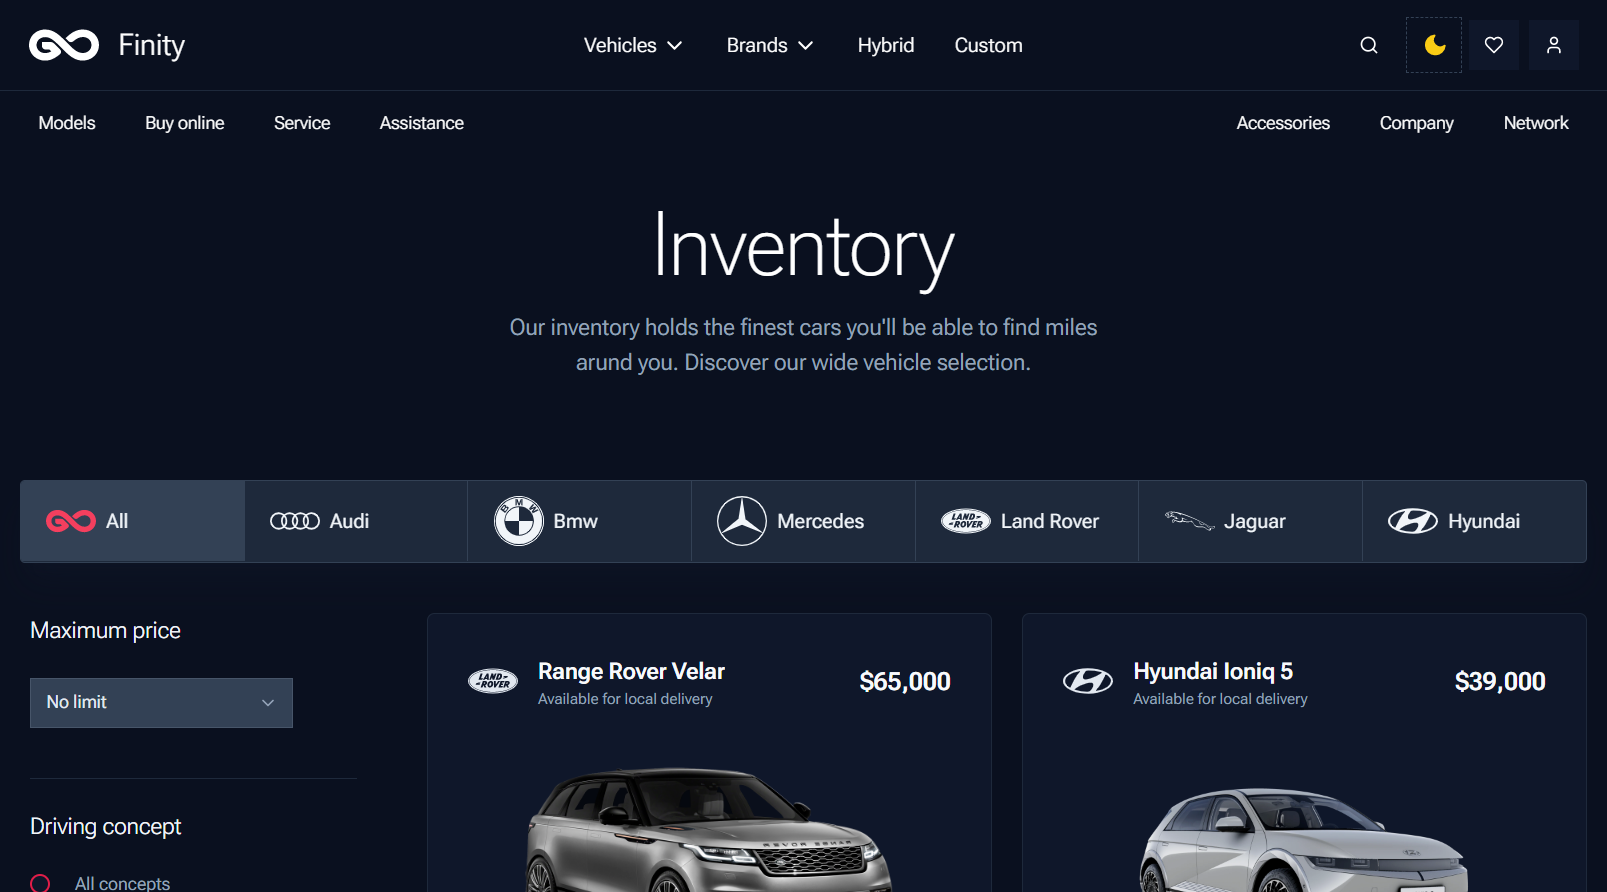 Finity
Vehicles
Brands
Hybrid
Custom
Models
Buy online
Service
Assistance
Accessories
Company
Network
Inventory
Our inventory holds the finest cars you'll be able to find miles
arund you. Discover our wide vehicle selection.
All
Audi
BMW
Bmw
Mercedes
LAND-
-ROVER
Land Rover
Jaguar
Hyundai
Maximum price
No limit
Driving concept
All concepts
LAND-
-ROVER
Range Rover Velar
Available for local delivery
$65,000
Hyundai Ioniq 5
Available for local delivery
$39,000